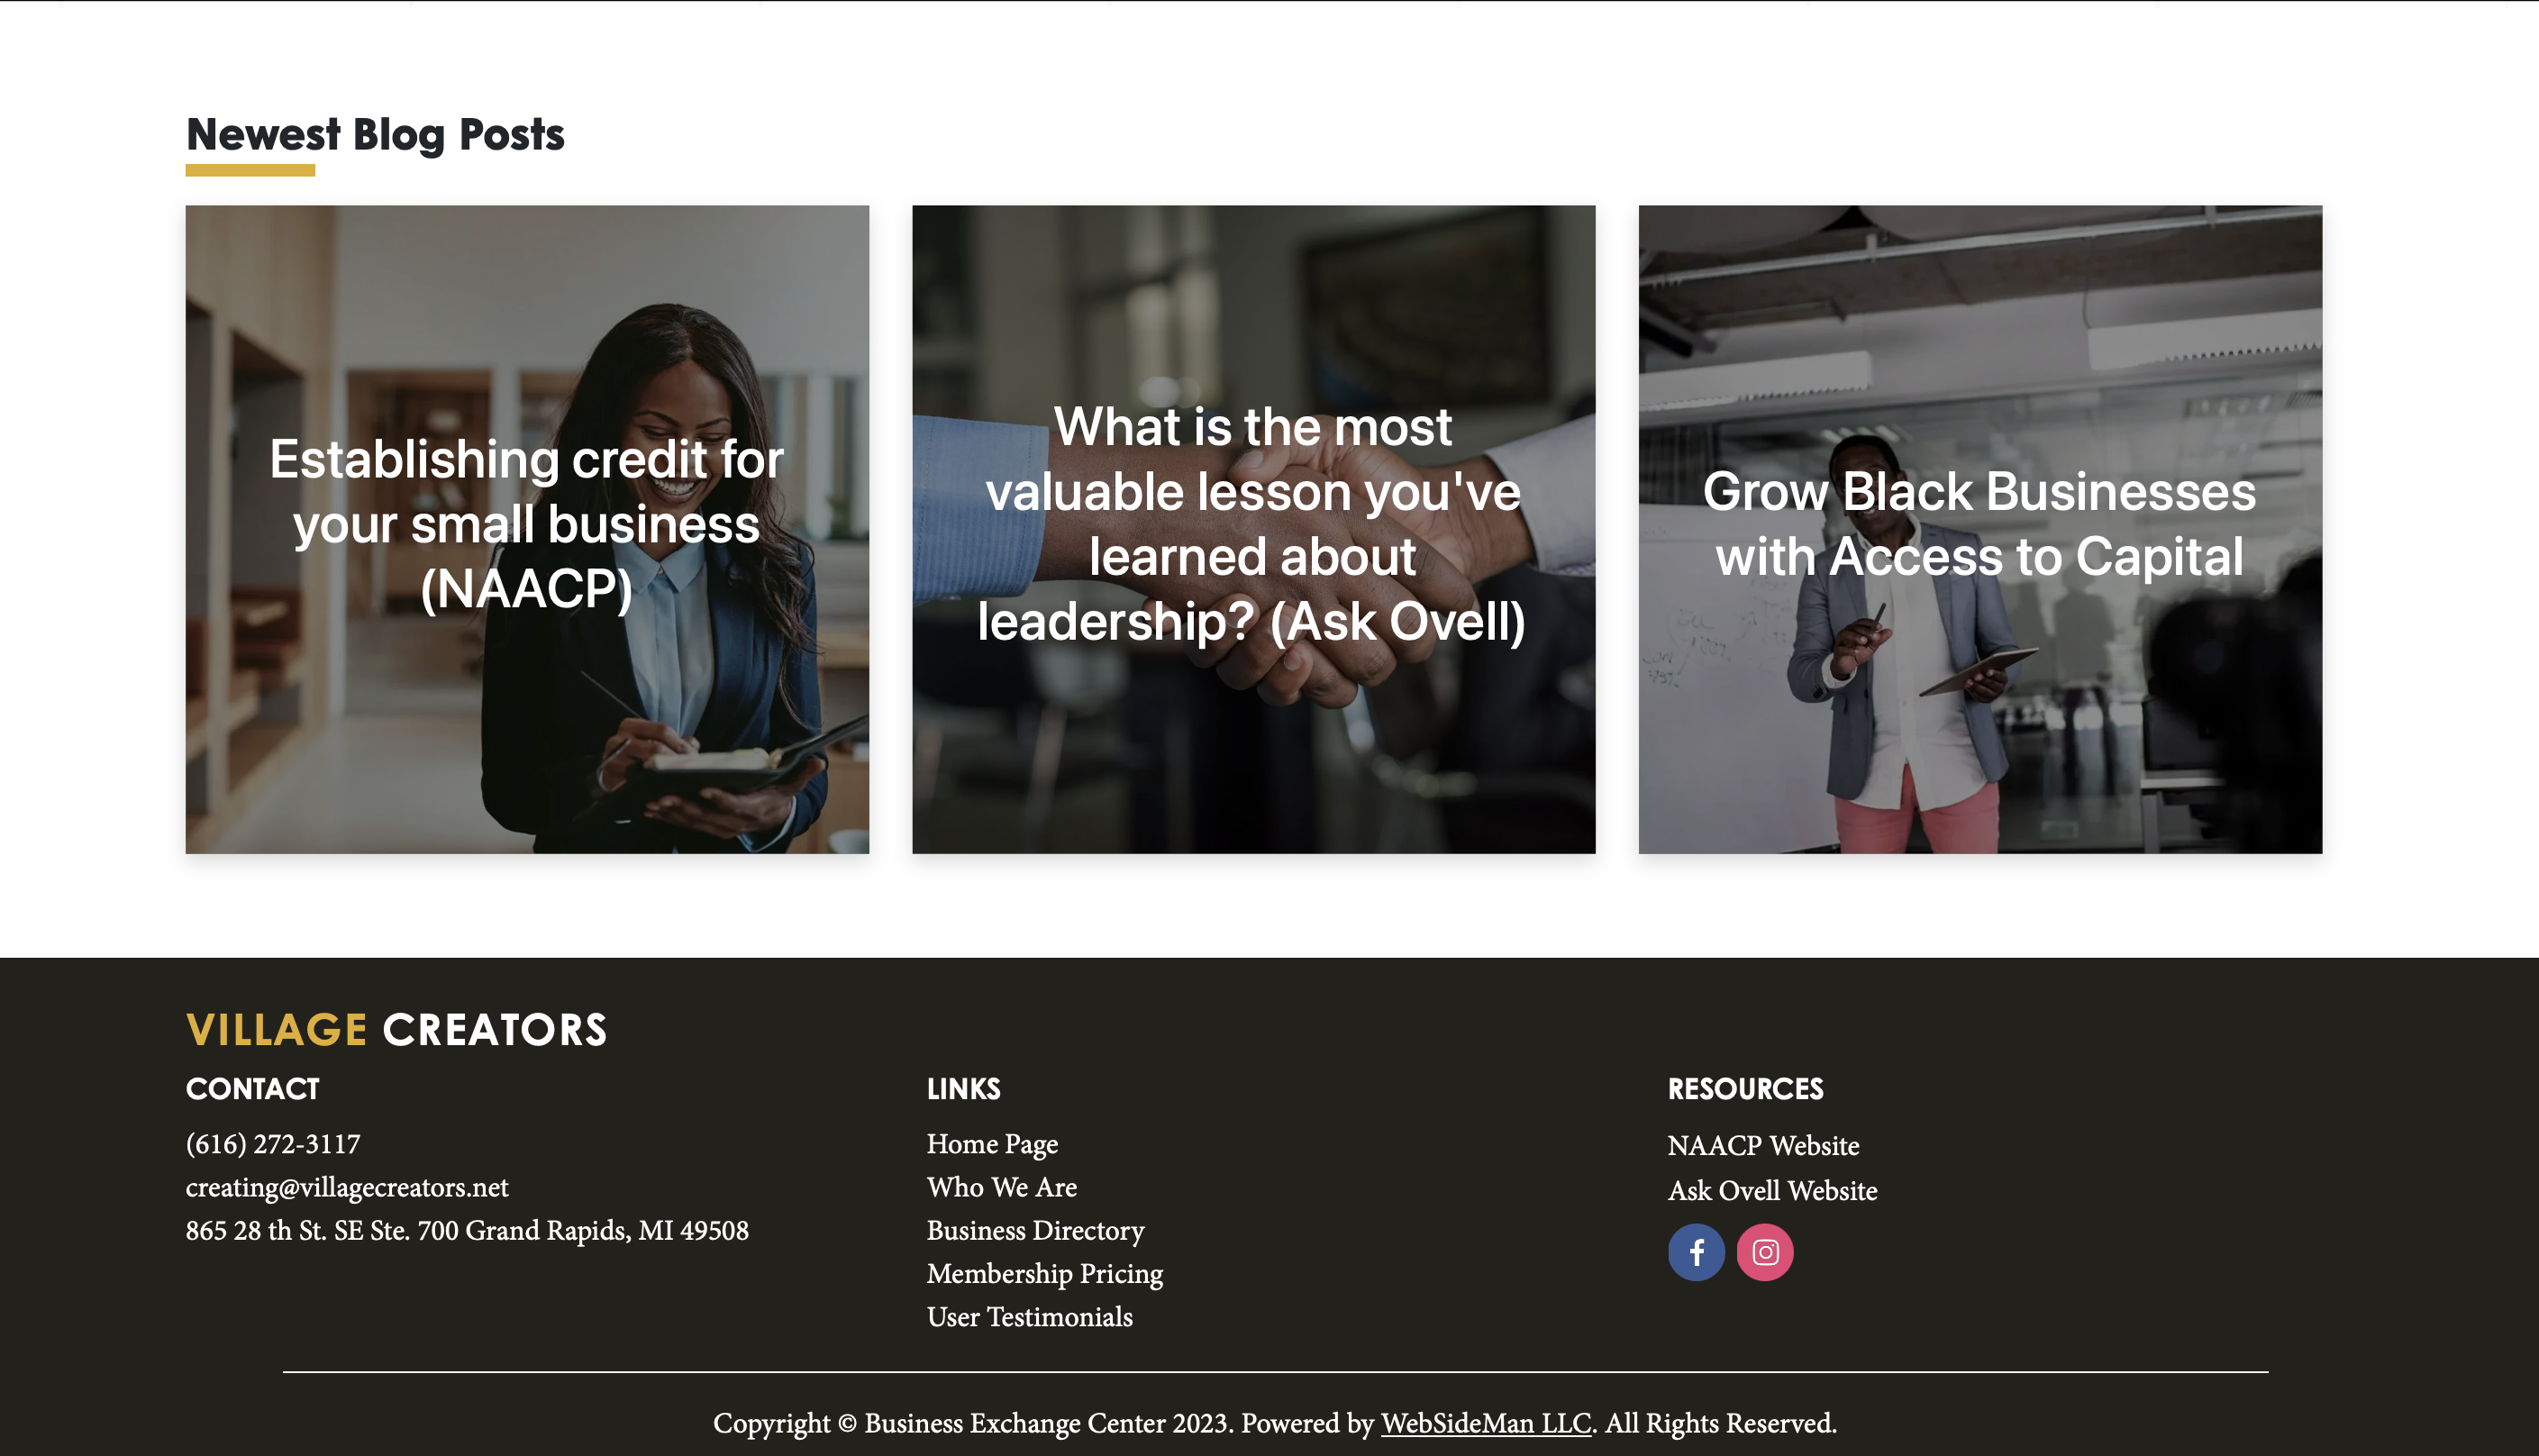 Newest Blog Posts
Establishing credit for
your small business
(NAACP)
What is the most
valuable lesson you've
learned about
leadership? (Ask Ovell)
Grow Black Businesses
with Access to Capital
VILLAGE CREATORS
CONTACT
(616) 272-3117
creating@villagecreators.net
865 28 th St. SE Ste. 700 Grand Rapids, MI 49508
LINKS
Home Page
Who We Are
Business Directory
Membership Pricing
User Testimonials
RESOURCES
NAACP Website
Ask Ovell Website
Copyright © Business Exchange Center 2023. Powered by WebSideMan LLC. All Rights Reserved.